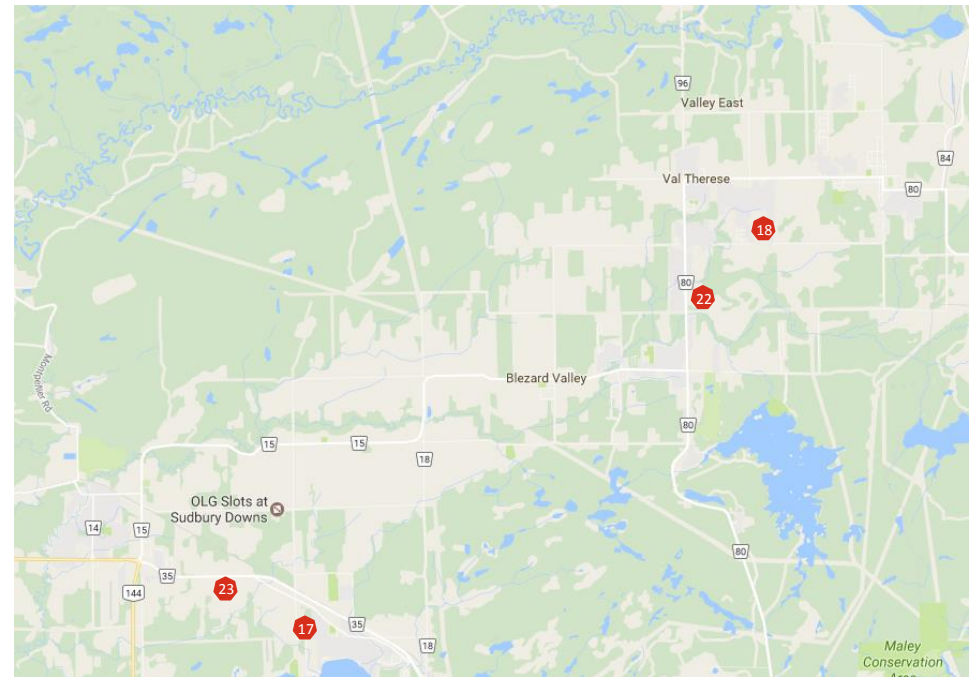 96
Valley East
84
Val Therese
80
18
80
22
Montpellier Rd
Blezard Valley
80
15
15
18
OLG Slots at
Sudbury Downs
14
15
80
35
23
144
17
35
18
Maley
Conservation
Area